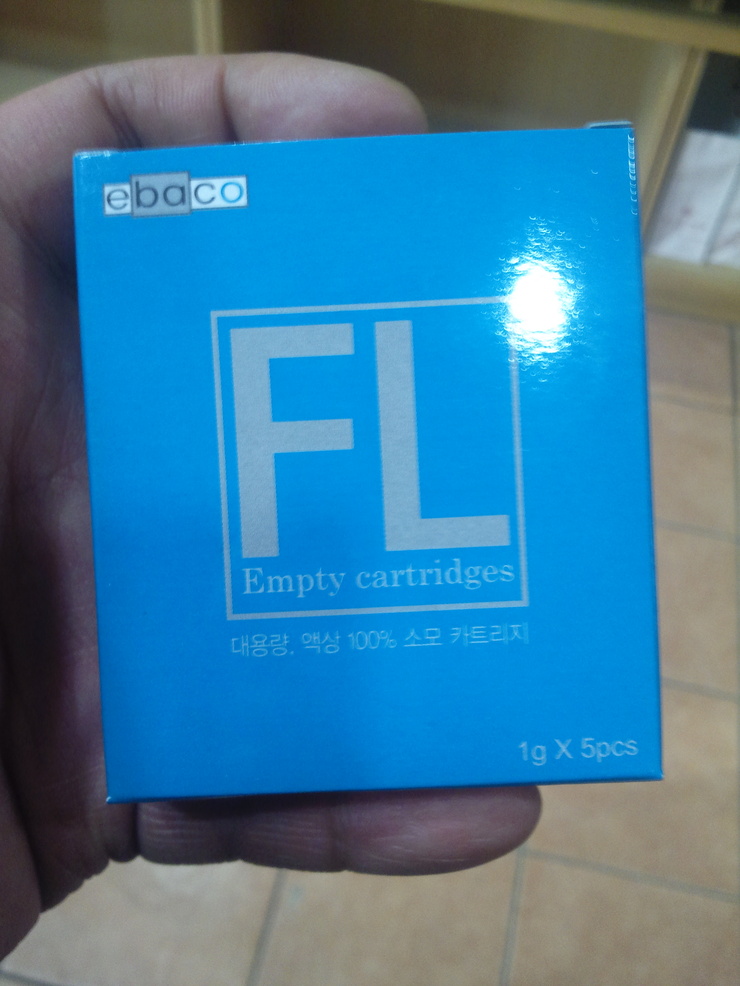 ebaco
FL
Empty cartridges
대용량. 액상 100% 소모 카트리지
1g X 5pcs